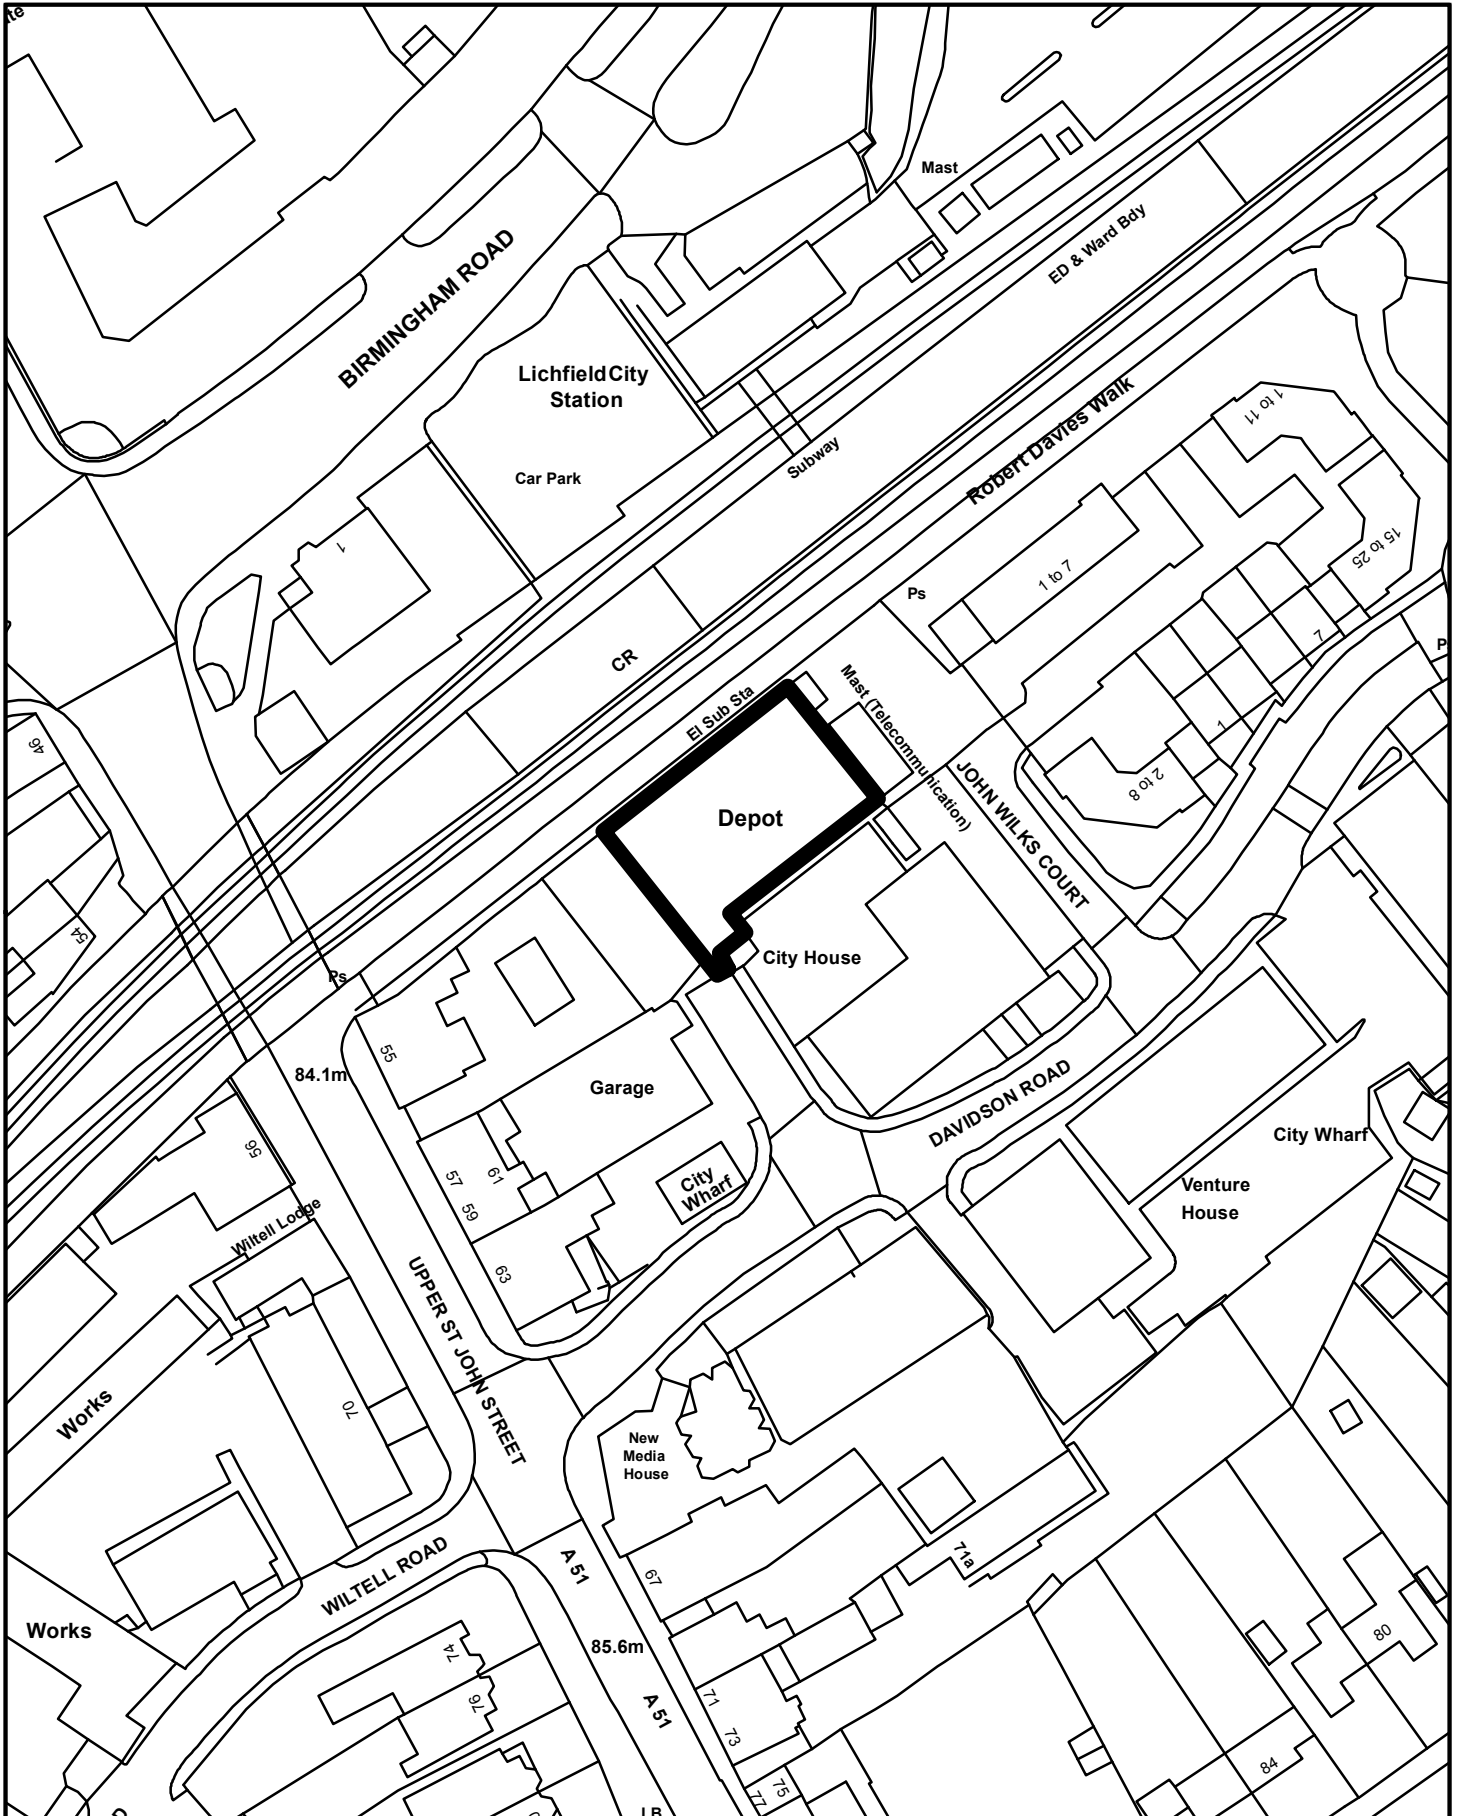 Mast
ED & Ward Bdy
BIRMINGHAM ROAD
Lichfield City
Station
1 to 11
Robert Davies Walk
Subway
Car Park
1
15 to 25
1 to 7
Ps
7
CR
El Sub Sta
Mast (Telecommunication)
1
46
JOHN WILKS COURT
2 to 8
Depot
54
City House
Ps
55
84.1m
Garage
DAVIDSON ROAD
City Wharf
56
57
61
59
City
Wharf
Venture
House
Wiltell Lodge
63
UPPER ST JOHN STREET
70
Works
New
Media
House
WILTELL ROAD
A 51
67
71a
Works
85.6m
74
76
80
A 51
71
73
84
75
77
LB